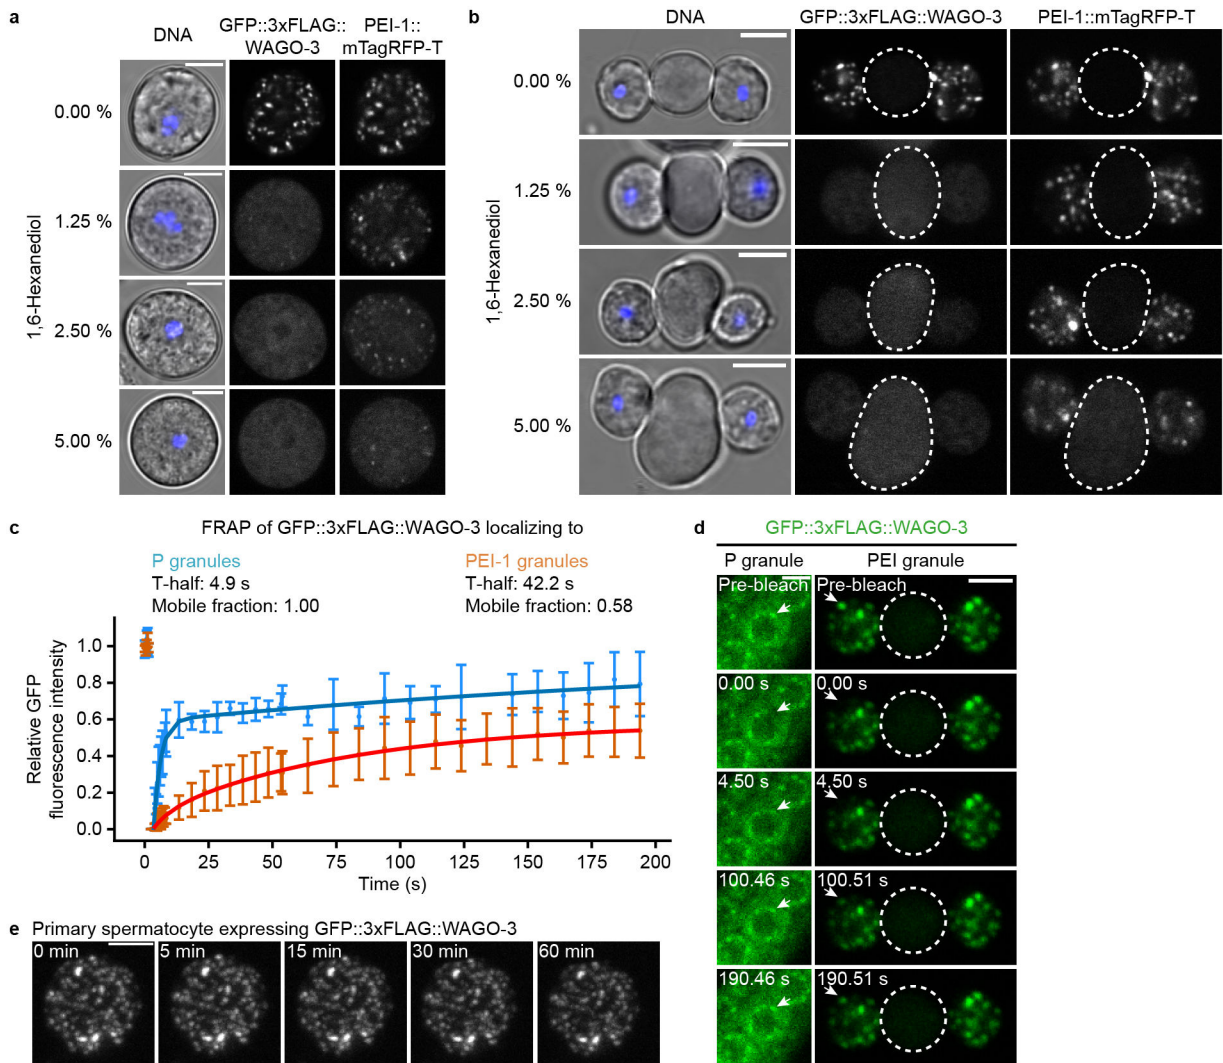 a
DNA
GFP::3xFLAG::
WAGO-3
PEI-1::
mTagRFP-T
1,6-Hexanediol
0.00 %
1.25 %
2.50 %
5.00 %
b
DNA
GFP::3xFLAG::WAGO-3
PEI-1::mTagRFP-T
1,6-Hexanediol
0.00 %
1.25 %
2.50 %
5.00 %
c
FRAP of GFP::3xFLAG::WAGO-3 localizing to
P granules
T-half: 4.9 s
Mobile fraction: 1.00
PEI-1 granules
T-half: 42.2 s
Mobile fraction: 0.58
Relative GFP
fluorescence intensity
1.0
0.8
0.6
0.4
0.2
0.0
0 25 50 75 100 125 150 175 200
Time (s)
d
GFP::3xFLAG::WAGO-3
P granule
PEI granule
Pre-bleach Pre-bleach
0.00 s 0.00 s
4.50 s 4.50 s
100.46 s 100.51 s
190.46 s 190.51 s
e Primary spermatocyte expressing GFP::3xFLAG::WAGO-3
0 min 5 min 15 min 30 min 60 min